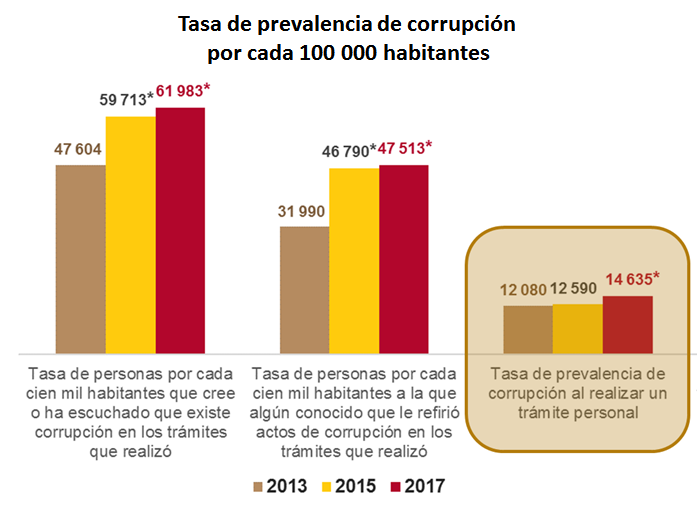 Tasa de prevalencia de corrupción
por cada 100 000 habitantes
47 604
59 713*
61 983*
31 990
46 790*
47 513*
12 080
12 590
14 635*
Tasa de personas por cada
cien mil habitantes que cree
o ha escuchado que existe
corrupción en los trámites
que realizó
Tasa de personas por cada
cien mil habitantes a la que
algún conocido que le refirió
actos de corrupción en los
trámites que realizó
Tasa de prevalencia de
corrupción al realizar un
trámite personal
2013 2015 2017